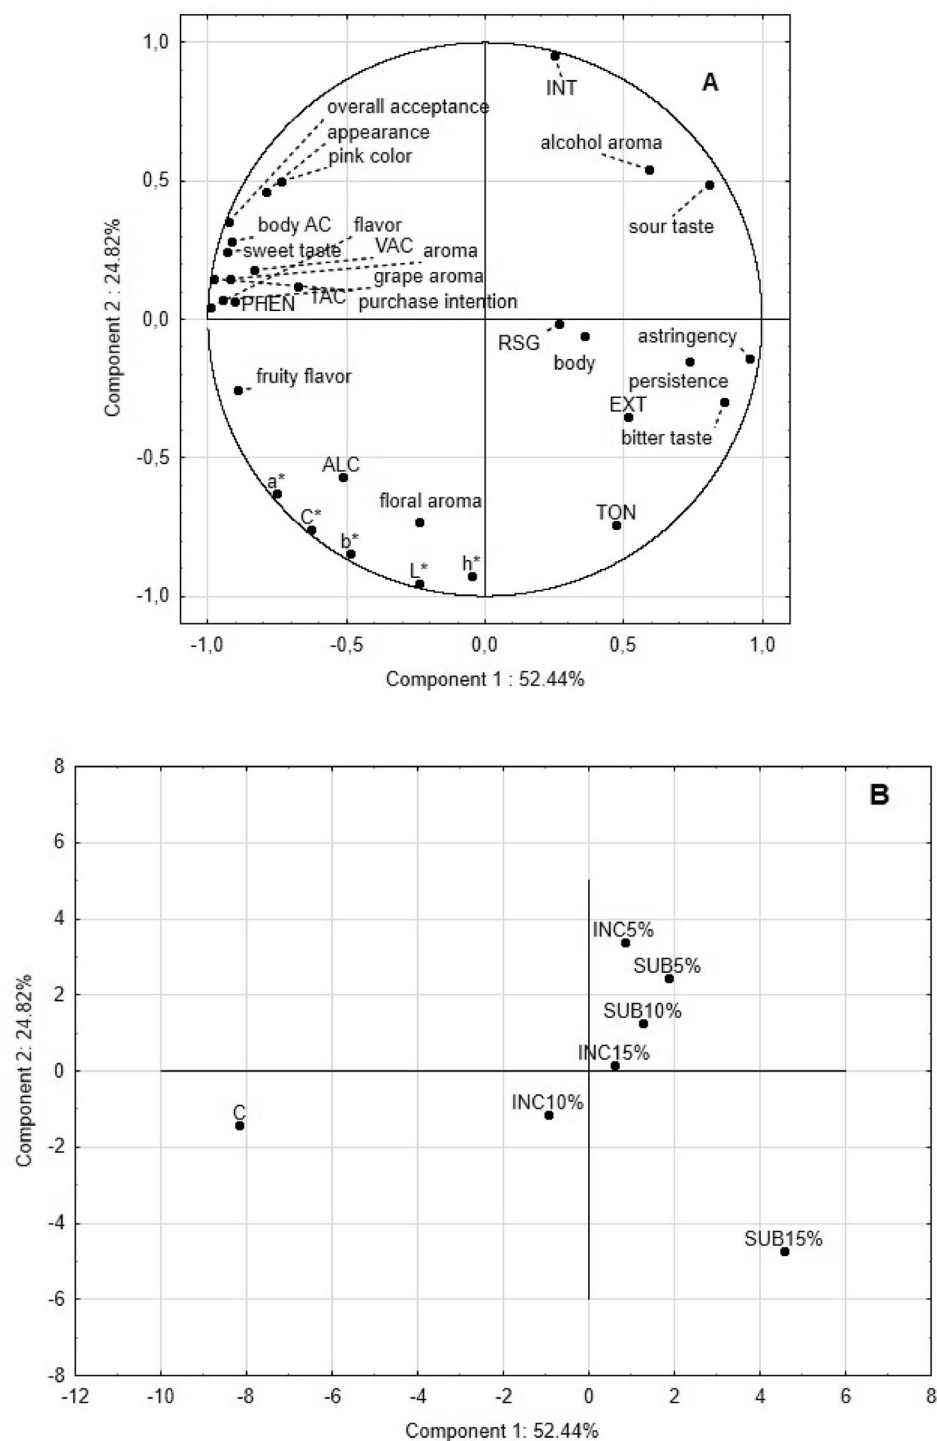 A
1,0
0,5
0,0
-0,5
-1,0
Component 2 : 24.82%
INT
overall acceptance
appearance
pink color
alcohol aroma
sour taste
body AC
flavor
sweet taste
VAC
aroma
grape aroma
PHEN
TAC
purchase intention
RSG
body
astringency
persistence
fruity flavor
EXT
bitter taste
ALC
a*
floral aroma
C*
TON
b*
L*
h*
-1,0
-0,5
0,0
0,5
1,0
Component 1 : 52.44%
B
8
6
4
2
0
-2
-4
-6
-8
Component 2: 24.82%
INC5%
SUB5%
SUB10%
INC15%
INC10%
C
SUB15%
-12
-10
-8
-6
-4
-2
0
2
4
6
8
Component 1: 52.44%